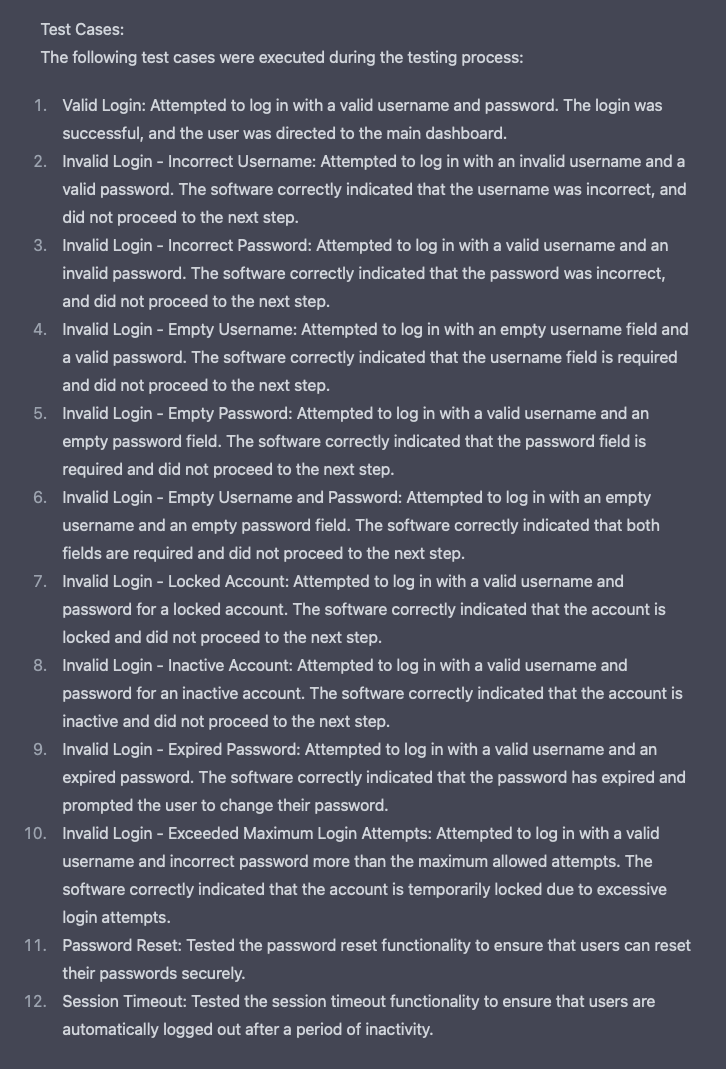 Test Cases:
The following test cases were executed during the testing process:
1. Valid Login: Attempted to log in with a valid username and password. The login was
successful, and the user was directed to the main dashboard.
2. Invalid Login - Incorrect Username: Attempted to log in with an invalid username and a
valid password. The software correctly indicated that the username was incorrect, and
did not proceed to the next step.
3. Invalid Login - Incorrect Password: Attempted to log in with a valid username and an
invalid password. The software correctly indicated that the password was incorrect,
and did not proceed to the next step.
4. Invalid Login - Empty Username: Attempted to log in with an empty username field and
a valid password. The software correctly indicated that the username field is required
and did not proceed to the next step.
5. Invalid Login - Empty Password: Attempted to log in with a valid username and an
empty password field. The software correctly indicated that the password field is
required and did not proceed to the next step.
6. Invalid Login - Empty Username and Password: Attempted to log in with an empty
username and an empty password field. The software correctly indicated that both
fields are required and did not proceed to the next step.
7. Invalid Login - Locked Account: Attempted to log in with a valid username and
password for a locked account. The software correctly indicated that the account is
locked and did not proceed to the next step.
8. Invalid Login - Inactive Account: Attempted to log in with a valid username and
password for an inactive account. The software correctly indicated that the account is
inactive and did not proceed to the next step.
9. Invalid Login - Expired Password: Attempted to log in with a valid username and an
expired password. The software correctly indicated that the password has expired and
prompted the user to change their password.
10. Invalid Login - Exceeded Maximum Login Attempts: Attempted to log in with a valid
username and incorrect password more than the maximum allowed attempts. The
software correctly indicated that the account is temporarily locked due to excessive
login attempts.
11. Password Reset: Tested the password reset functionality to ensure that users can reset
their passwords securely.
12. Session Timeout: Tested the session timeout functionality to ensure that users are
automatically logged out after a period of inactivity.